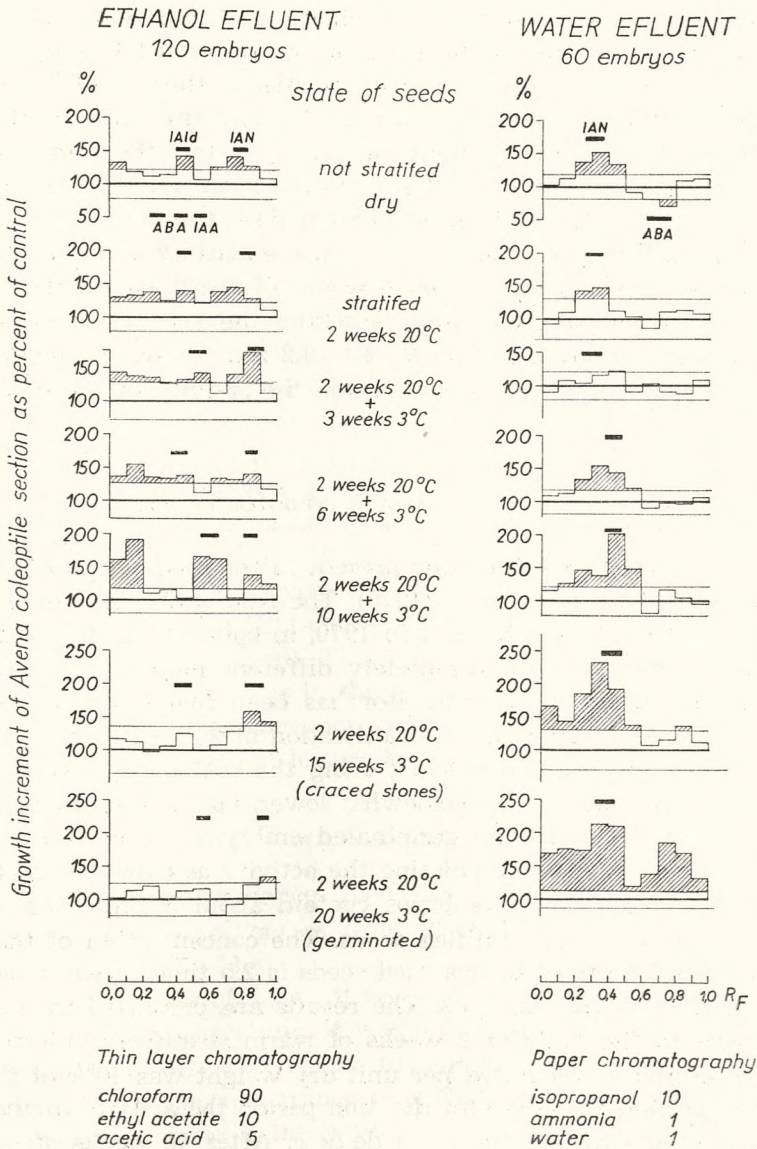 ETHANOL EFLUENT
120 embryos
WATER EFLUENT
60 embryos
state of seeds
Growth increment of Avena coleoptile section as percent of control
%
200
150
100
50
IAId
IAN
ABA
IAA
not stratifed
dry
%
200
150
100
50
IAN
ABA
200
150
100
stratifed
2 weeks 20°C
200
150
100
150
100
2 weeks 20°C
+
3 weeks 3°C
150
100
200
150
100
2 weeks 20°C
+
6 weeks 3°C
200
150
100
200
150
100
2 weeks 20°C
+
10 weeks 3°C
200
150
100
250
200
150
100
2 weeks 20°C
15 weeks 3°C
(craced stones)
250
200
150
100
250
200
150
100
2 weeks 20°C
20 weeks 3°C
(germinated)
250
200
150
100
0,0 0,2 0,4 0,6 0,8 1,0
0,0 0,2 0,4 0,6 0,8 1,0 RF
Thin layer chromatography
chloroform 90
ethyl acetate 10
acetic acid 5
Paper chromatography
isopropanol 10
ammonia 1
water 1